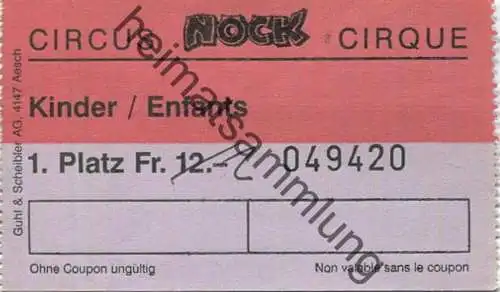 CIRCUS NOCK CIRQUE
Kinder / Enfants
1. Platz Fr. 12.– 049420
Ohne Coupon ungültig
Non valable sans le coupon
Guhl & Scheibler AG, 4147 Aesch
heimatsammlung